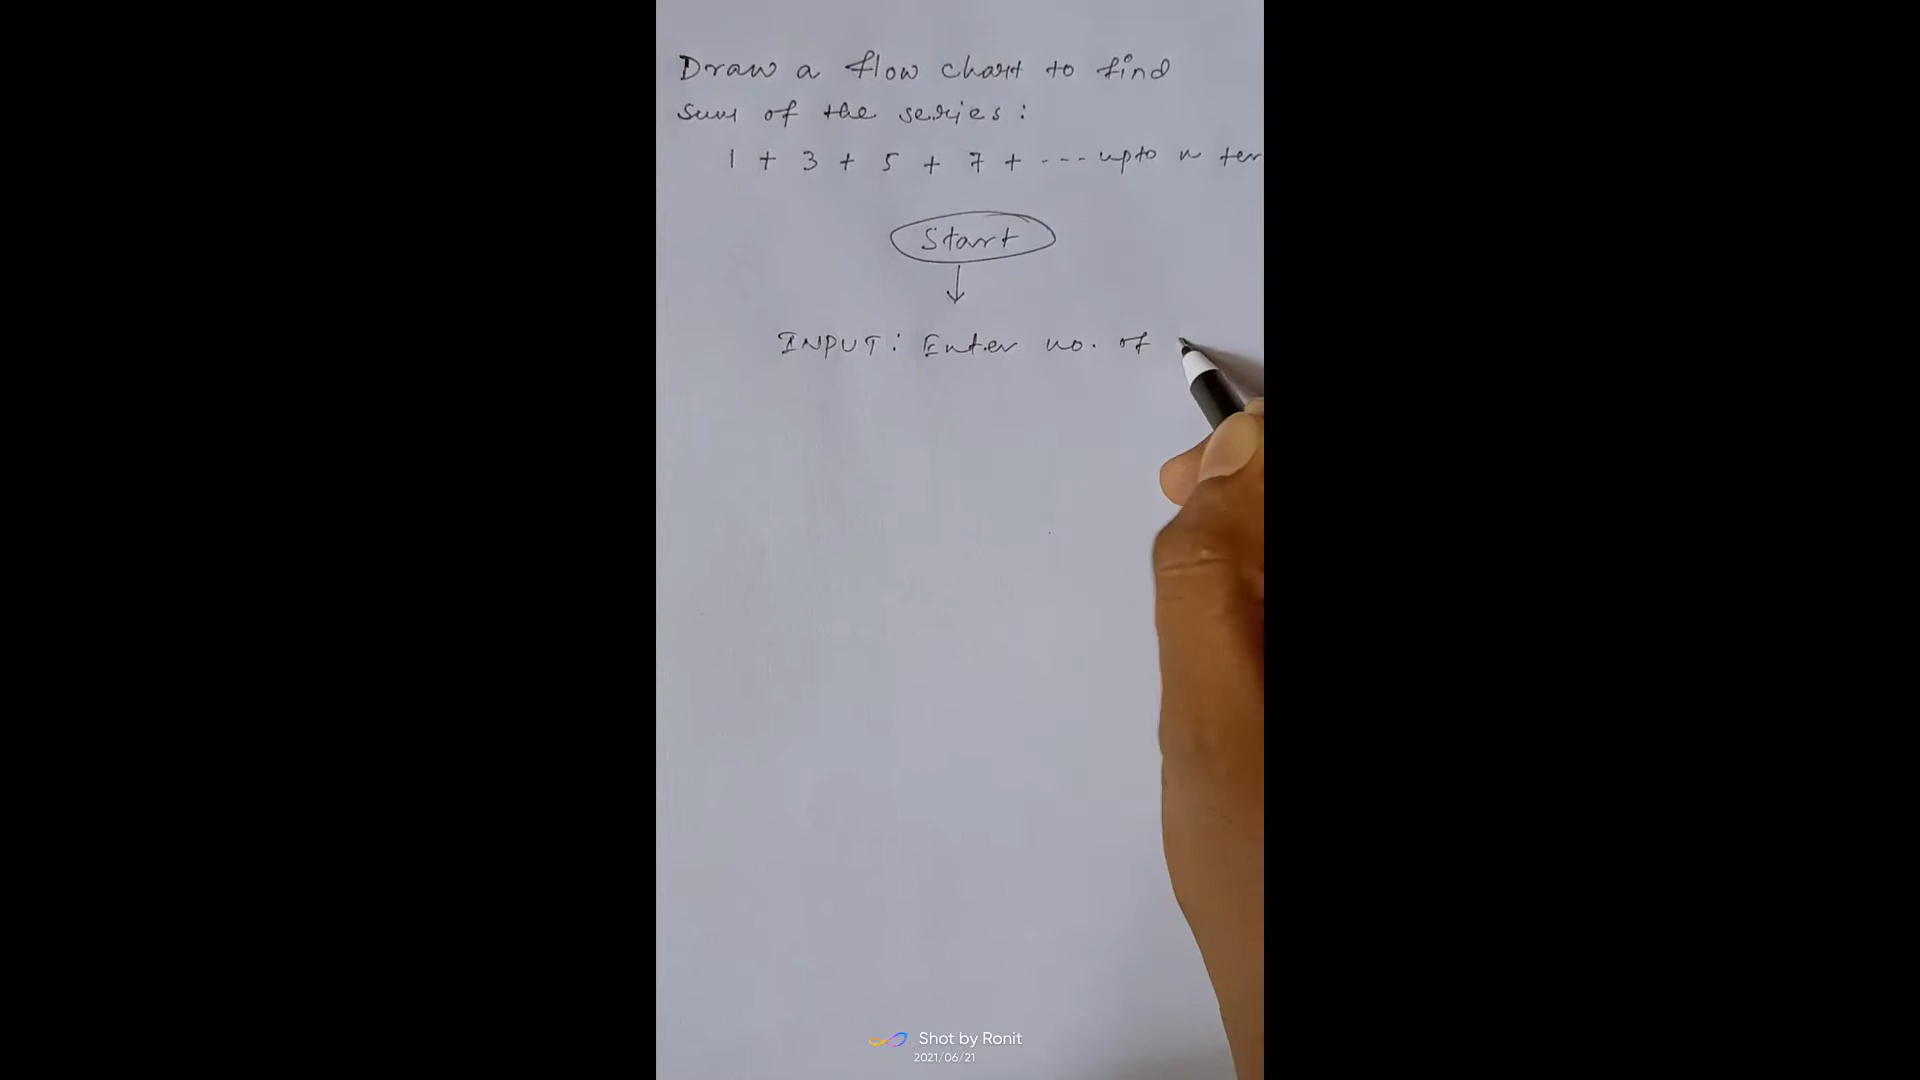 Draw a flow chart to find
sum of the series:
1 + 3 + 5 + 7 + --- upto n ter
Start
INPUT: Enter no. of
Shot by Ronit
2021/06/21